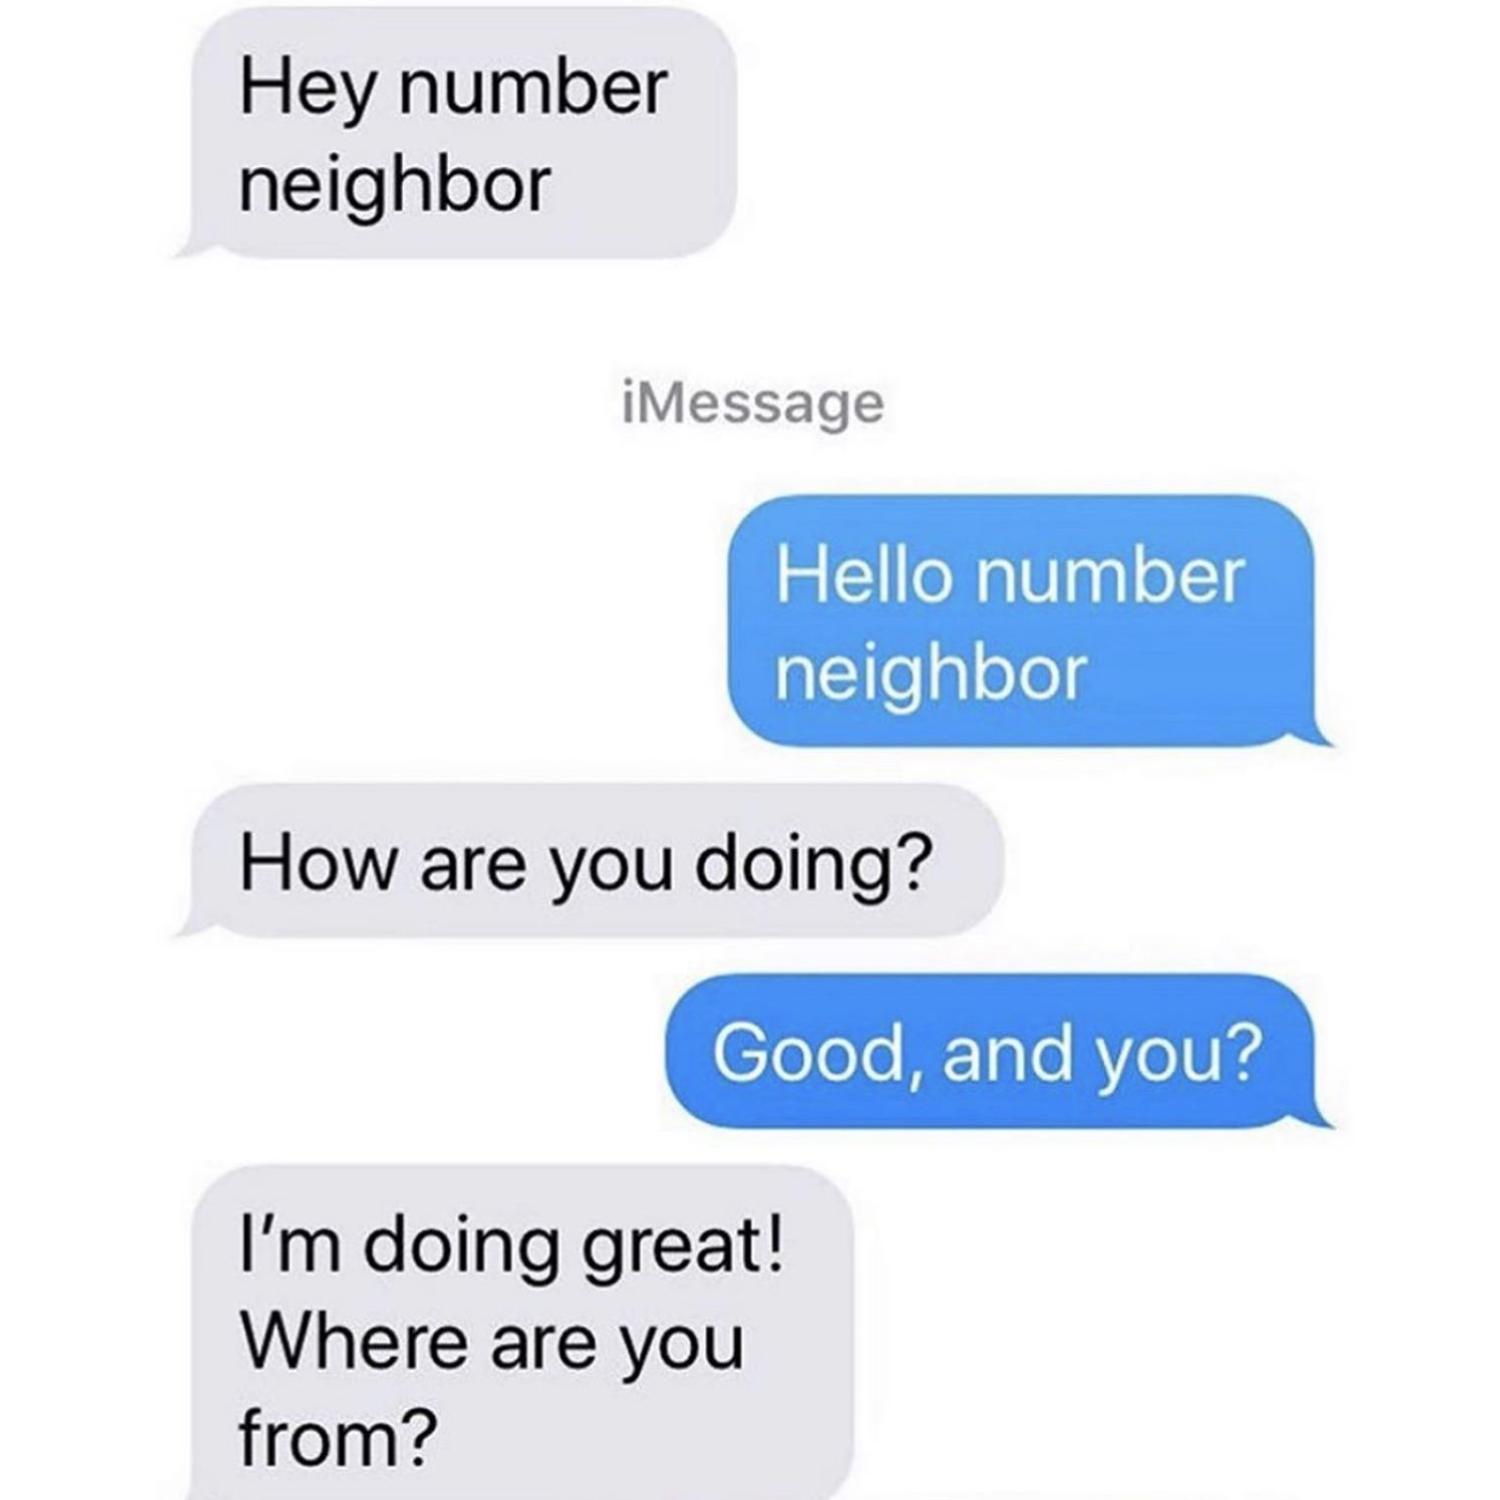 Hey number
neighbor
iMessage
Hello number
neighbor
How are you doing?
Good, and you?
I'm doing great!
Where are you
from?